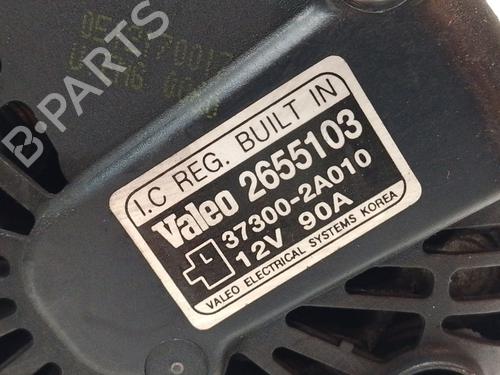 I.C REG. BUILT IN
Valeo 2655103
37300-2A010
L
12V 90A
VALEO ELECTRICAL SYSTEMS KOREA
B-PARTS